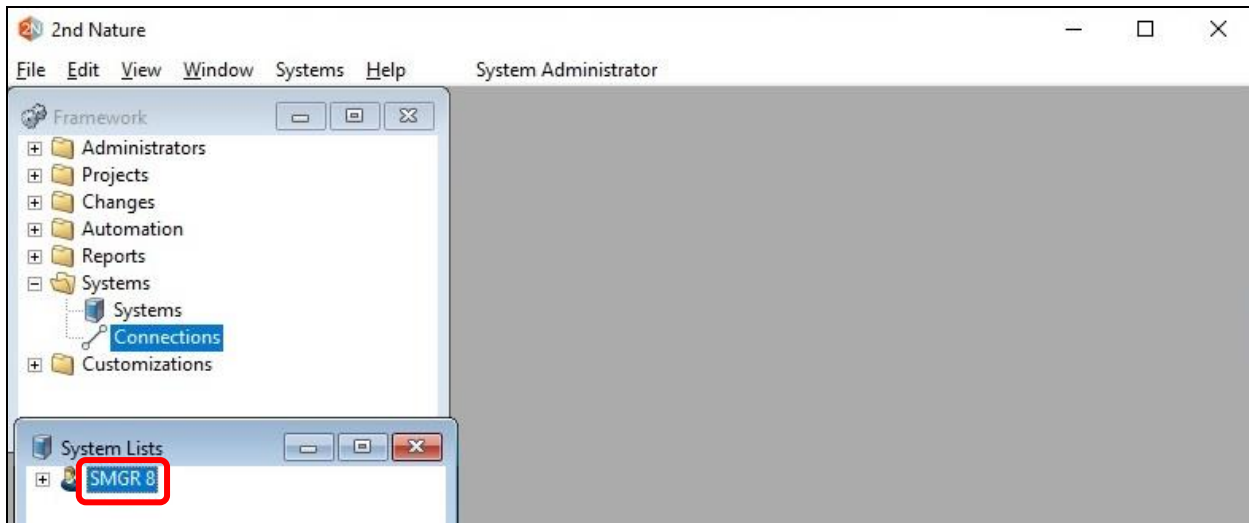 2N 2nd Nature
File Edit View Window Systems Help System Administrator
Framework
Administrators
Projects
Changes
Automation
Reports
Systems
Systems
Connections
Customizations
System Lists
SMGR 8